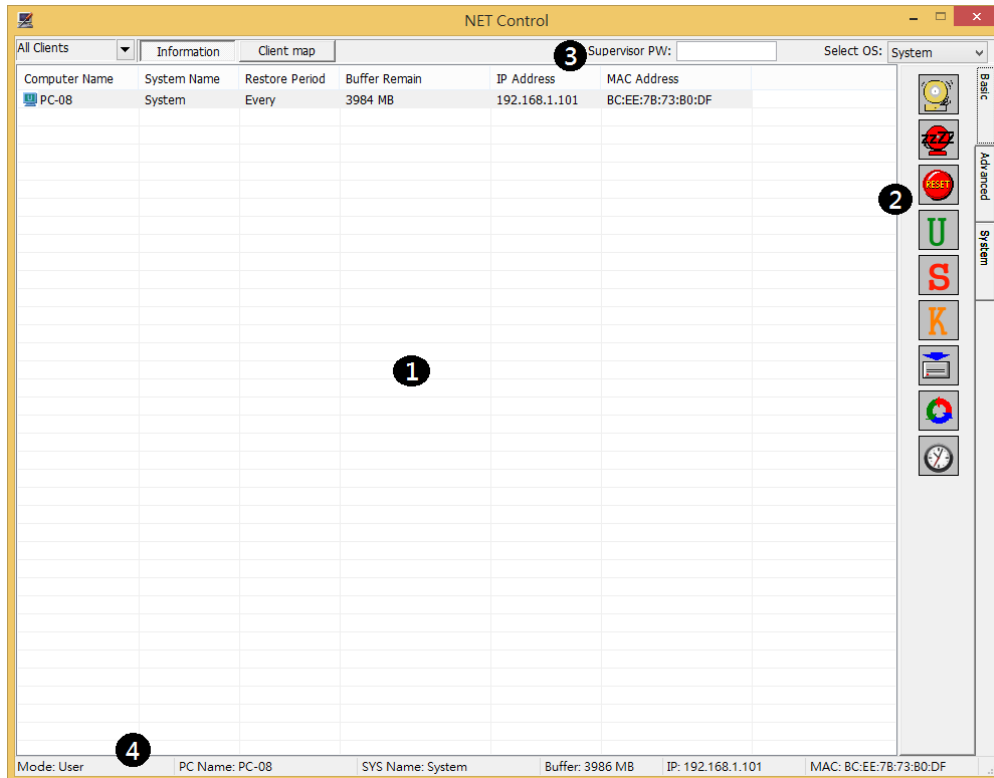 NET Control
All Clients Information Client map 3 Supervisor PW: Select OS: System
Computer Name System Name Restore Period Buffer Remain IP Address MAC Address
PC-08 System Every 3984 MB 192.168.1.101 BC:EE:7B:73:B0:DF
Basic
zzZZ
Advanced
RESET
2
U
System
S
K
1
4
Mode: User PC Name: PC-08 SYS Name: System Buffer: 3986 MB IP: 192.168.1.101 MAC: BC:EE:7B:73:B0:DF